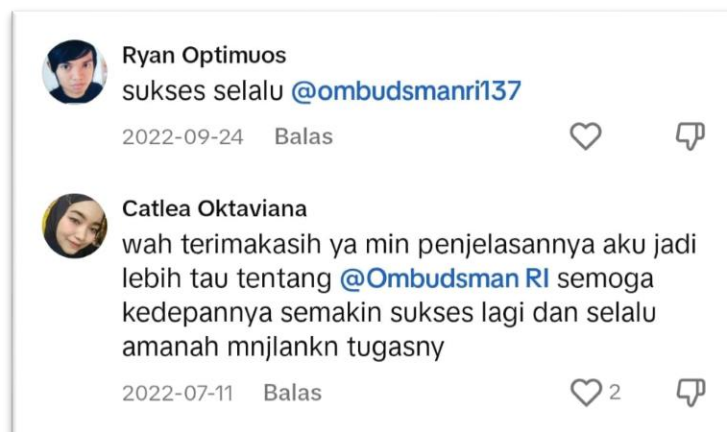 Ryan Optimuos
sukses selalu @ombudsmanri137
2022-09-24 Balas
Catlea Oktaviana
wah terimakasih ya min penjelasannya aku jadi
lebih tau tentang @Ombudsman RI semoga
kedepannya semakin sukses lagi dan selalu
amanah mnjlankn tugasny
2022-07-11 Balas 2